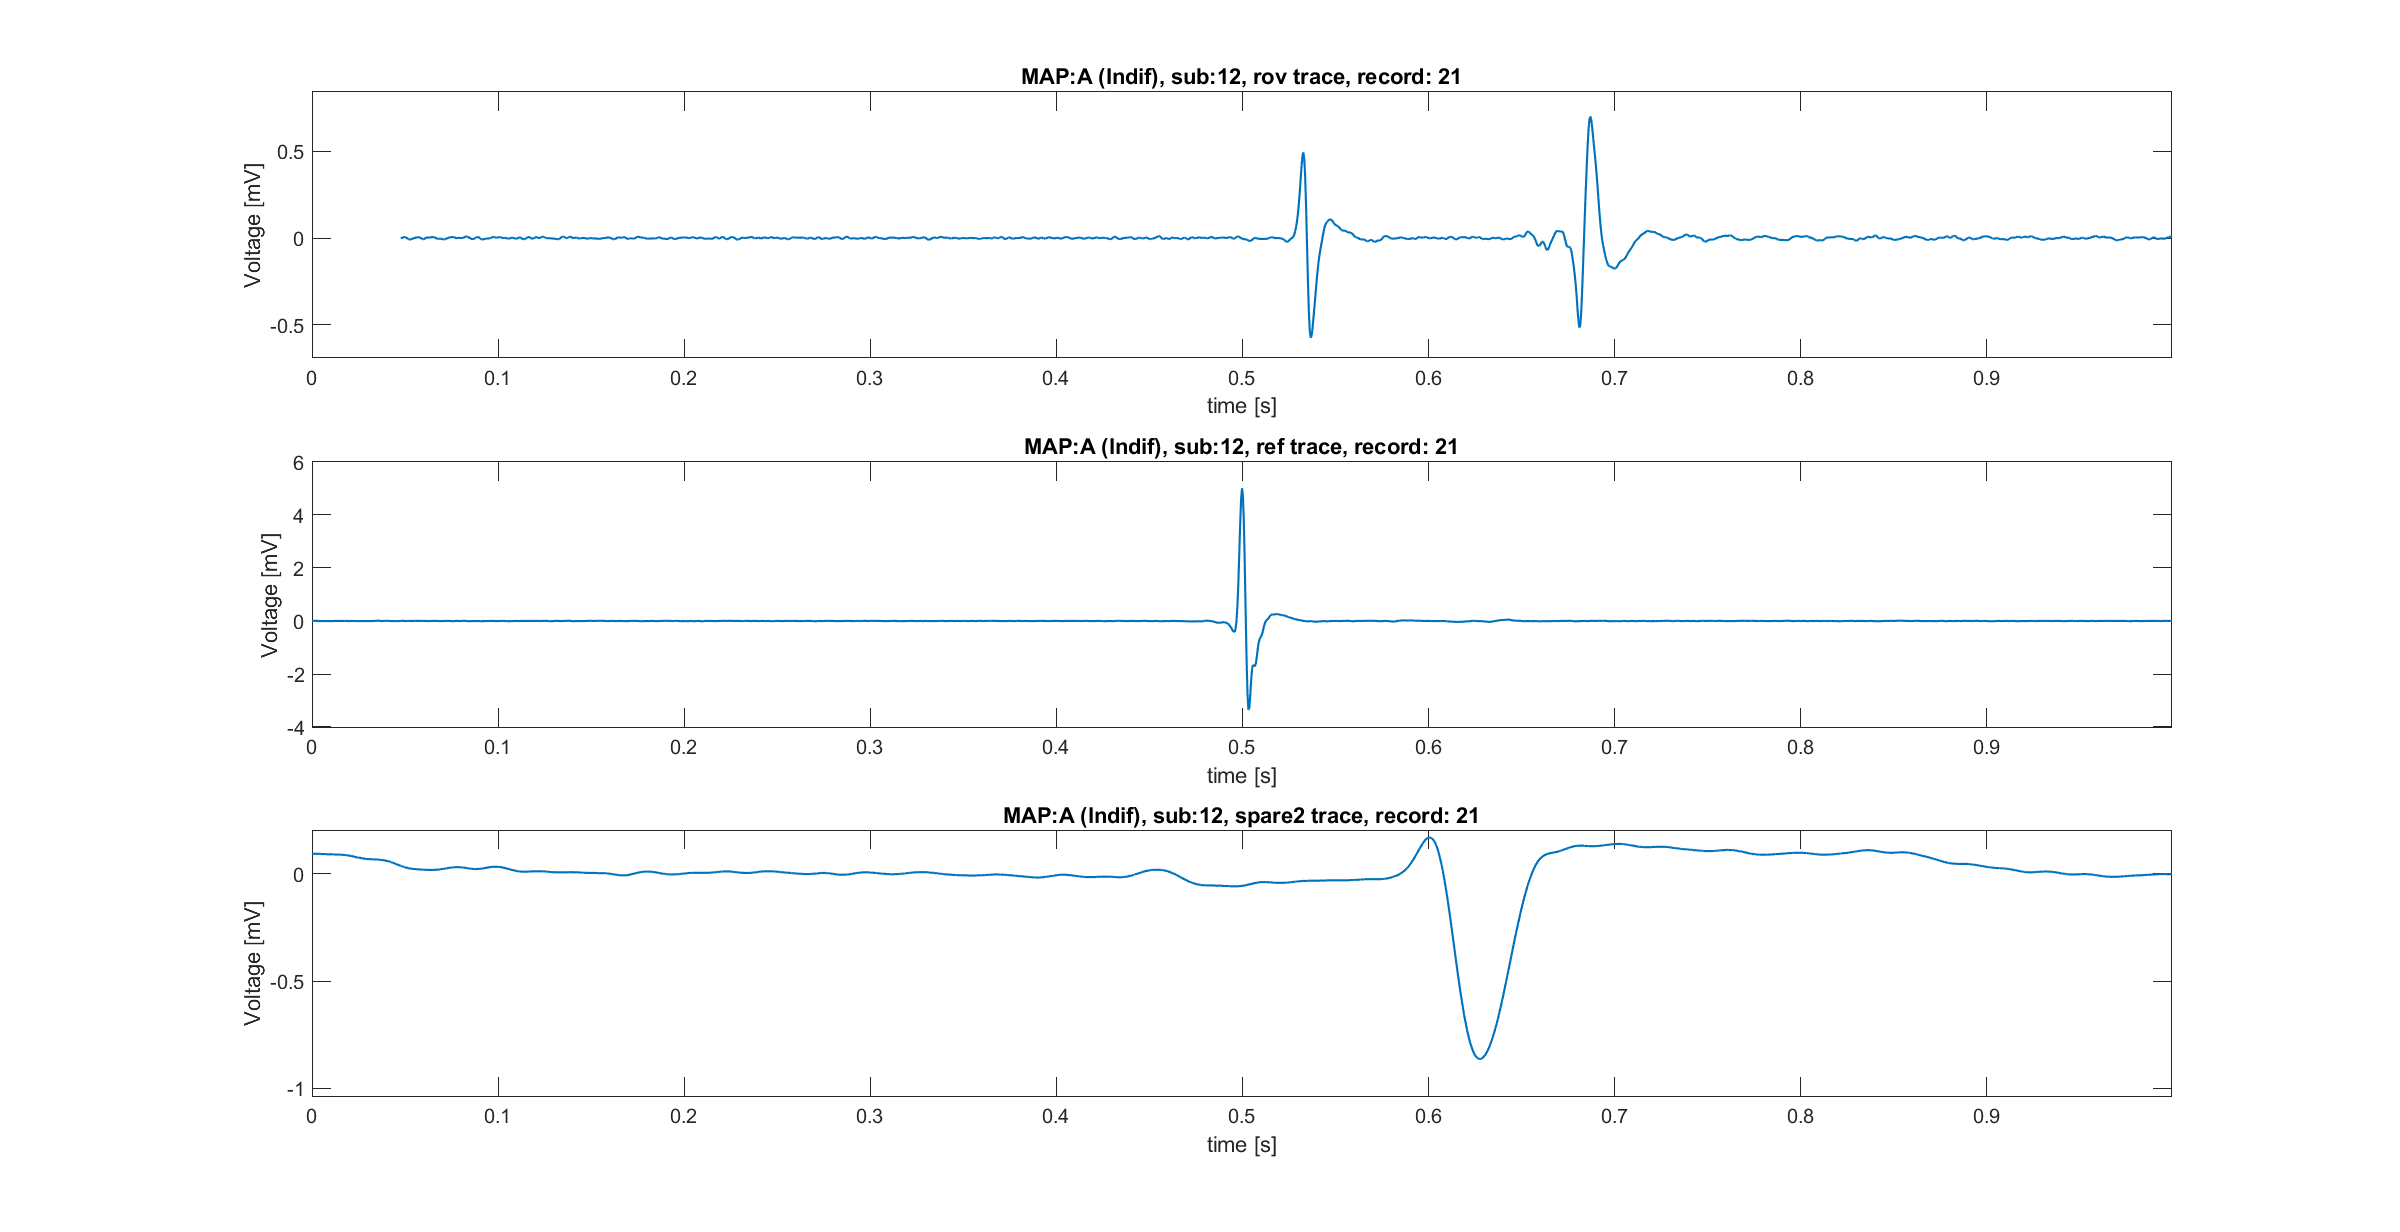 MAP:A (Indif), sub:12, rov trace, record: 21
Voltage [mV]
0.5
0
-0.5
0 0.1 0.2 0.3 0.4 0.5 0.6 0.7 0.8 0.9
time [s]
MAP:A (Indif), sub:12, ref trace, record: 21
Voltage [mV]
6
4
2
0
-2
-4
0 0.1 0.2 0.3 0.4 0.5 0.6 0.7 0.8 0.9
time [s]
MAP:A (Indif), sub:12, spare2 trace, record: 21
Voltage [mV]
0
-0.5
-1
0 0.1 0.2 0.3 0.4 0.5 0.6 0.7 0.8 0.9
time [s]